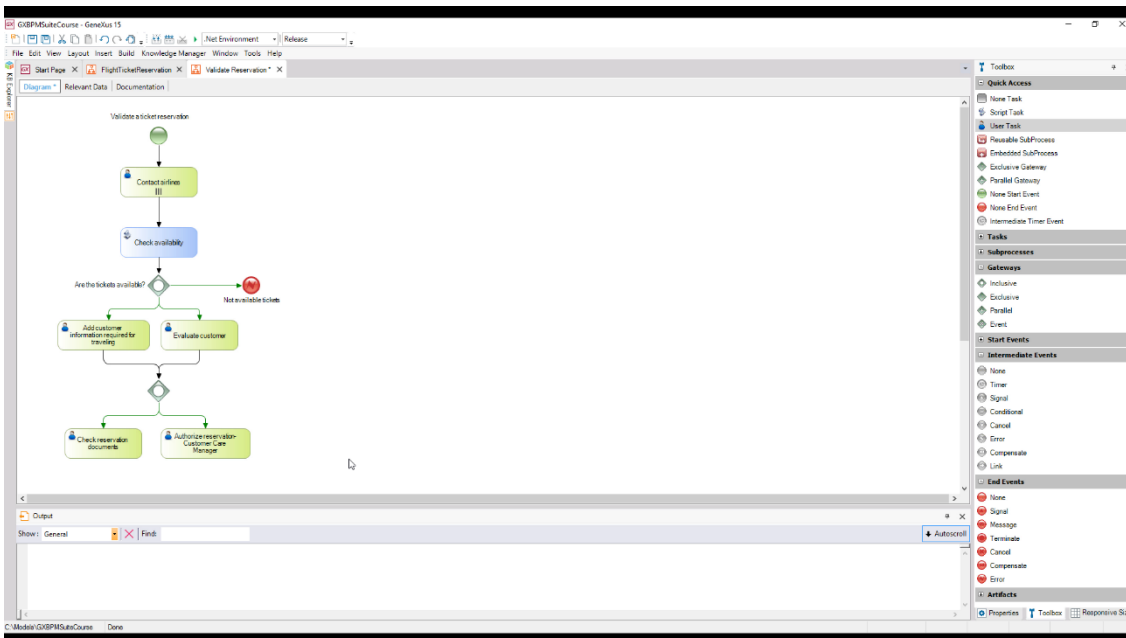 GXBPMSuiteCourse - GeneXus 15
.Net Environment
Release
File Edit View Layout Insert Build Knowledge Manager Window Tools Help
Start Page X FlightTicketReservation X Validate Reservation * X
Diagram * Relevant Data Documentation
KB Explorer
Validate a ticket reservation
Contact airlines
Check availability
Are the tickets available?
Not available tickets
Add customer
information required for
traveling
Evaluate customer
Check reservation
documents
Authorize reservation-
Customer Care
Manager
Toolbox
Quick Access
None Task
Script Task
User Task
Reusable SubProcess
Embedded SubProcess
Exclusive Gateway
Parallel Gateway
None Start Event
None End Event
Intermediate Timer Event
Tasks
Subprocesses
Gateways
Inclusive
Exclusive
Parallel
Event
Start Events
Intermediate Events
None
Timer
Signal
Conditional
Cancel
Error
Compensate
Link
End Events
None
Signal
Message
Terminate
Cancel
Compensate
Error
Artifacts
Properties Toolbox Responsive Si
Output
Show: General Find:
Autoscroll
C:\Models\GXBPMSuiteCourse Done